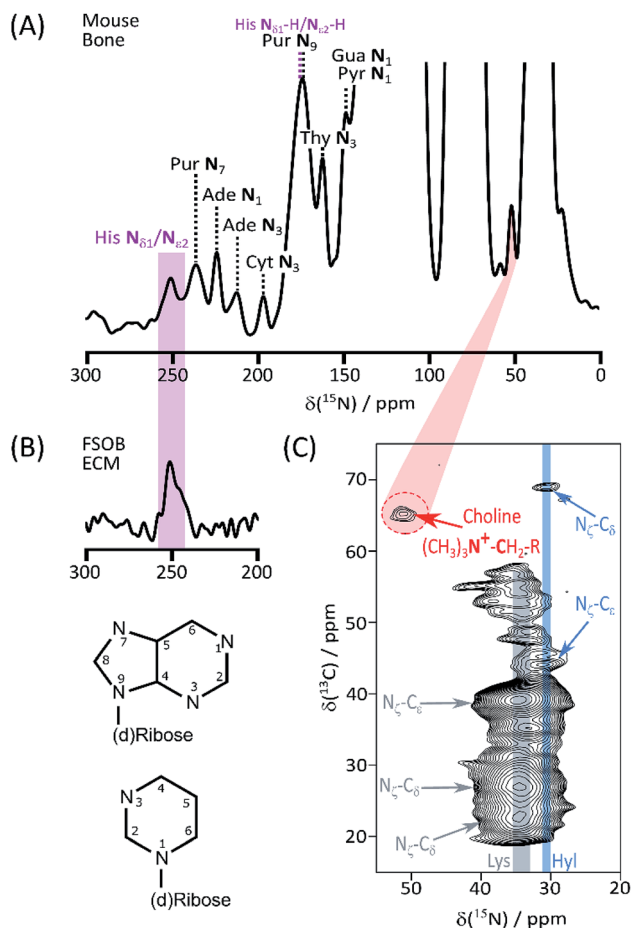 (A)
Mouse
Bone
His Nδ1-H/Nε2-H
Pur N9
Gua N1
Pyr N1
Thy N3
Pur N7
Ade N1
Ade N3
His Nδ1/Nε2
Cyt N3
300 250 200 150 100 50 0
δ(15N) / ppm
(B)
FSOB
ECM
300 250 200
(C)
70
60
50
40
30
20
δ(13C) / ppm
Nζ-Cδ
Choline
(CH3)3N+-CH2-R
Nζ-Cε
Nζ-Cε
Nζ-Cδ
Nζ-Cδ
Lys
Hyl
50 40 30 20
δ(15N) / ppm
N
7
5
6
1
N
8
4
2
9
N
N
3
(d)Ribose
N
3
4
5
2
1
6
N
(d)Ribose